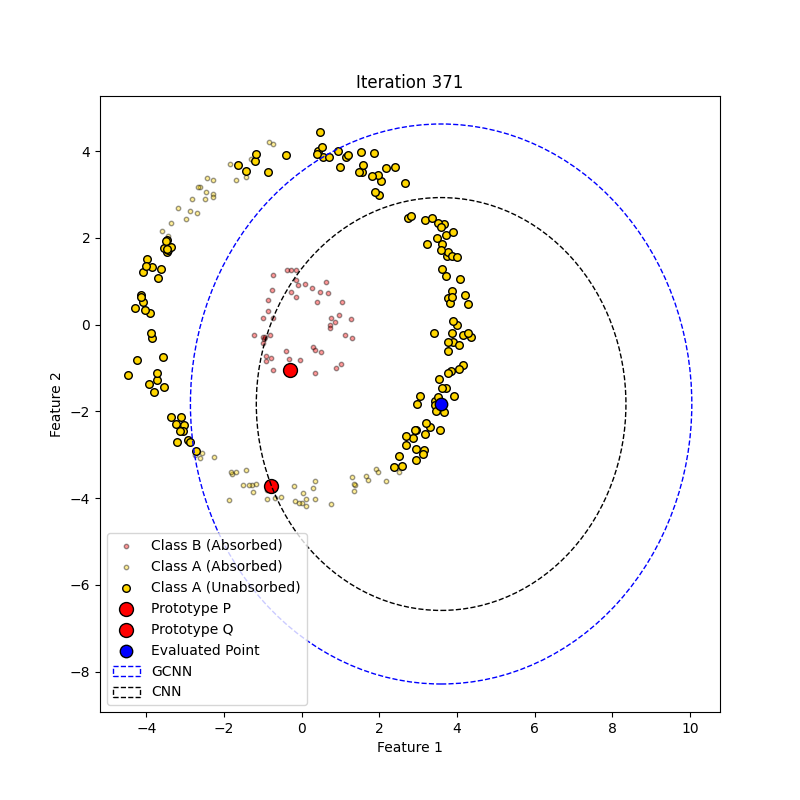 Iteration 371
Feature 2
4
2
0
−2
−4
−6
−8
Class B (Absorbed)
Class A (Absorbed)
Class A (Unabsorbed)
Prototype P
Prototype Q
Evaluated Point
GCNN
CNN
−4 −2 0 2 4 6 8 10
Feature 1